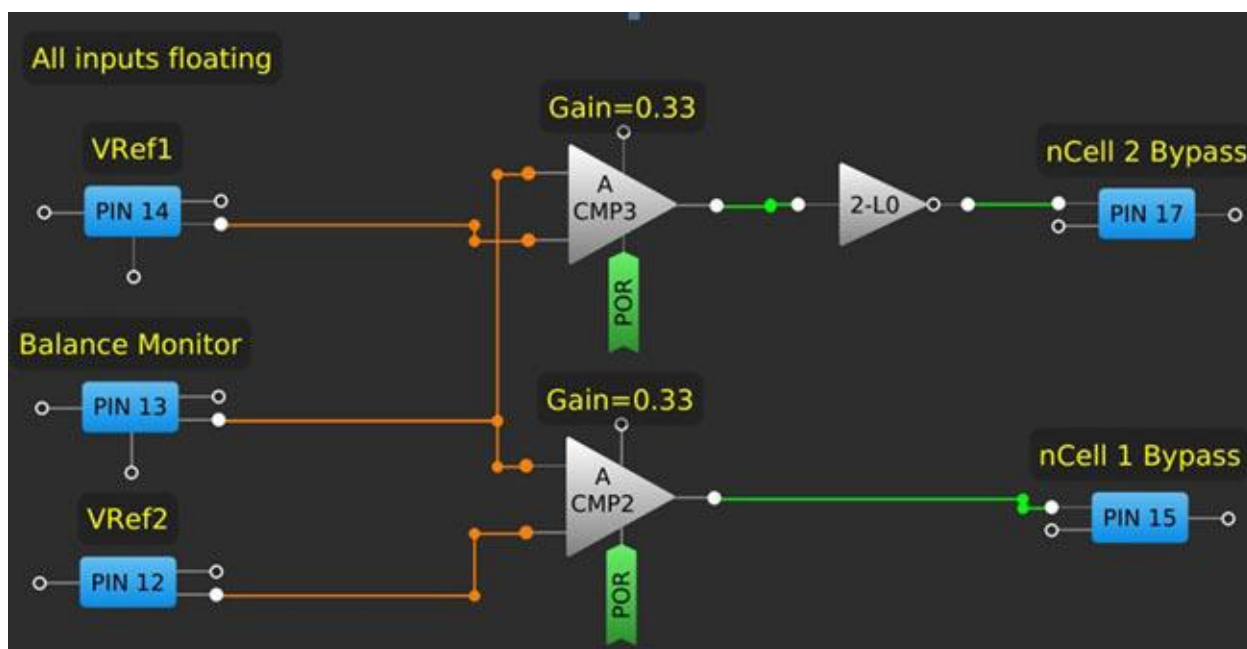 All inputs floating
VRef1
PIN 14
Gain=0.33
A
CMP3
POR
2-L0
nCell 2 Bypass
PIN 17
Balance Monitor
PIN 13
Gain=0.33
A
CMP2
POR
nCell 1 Bypass
PIN 15
VRef2
PIN 12